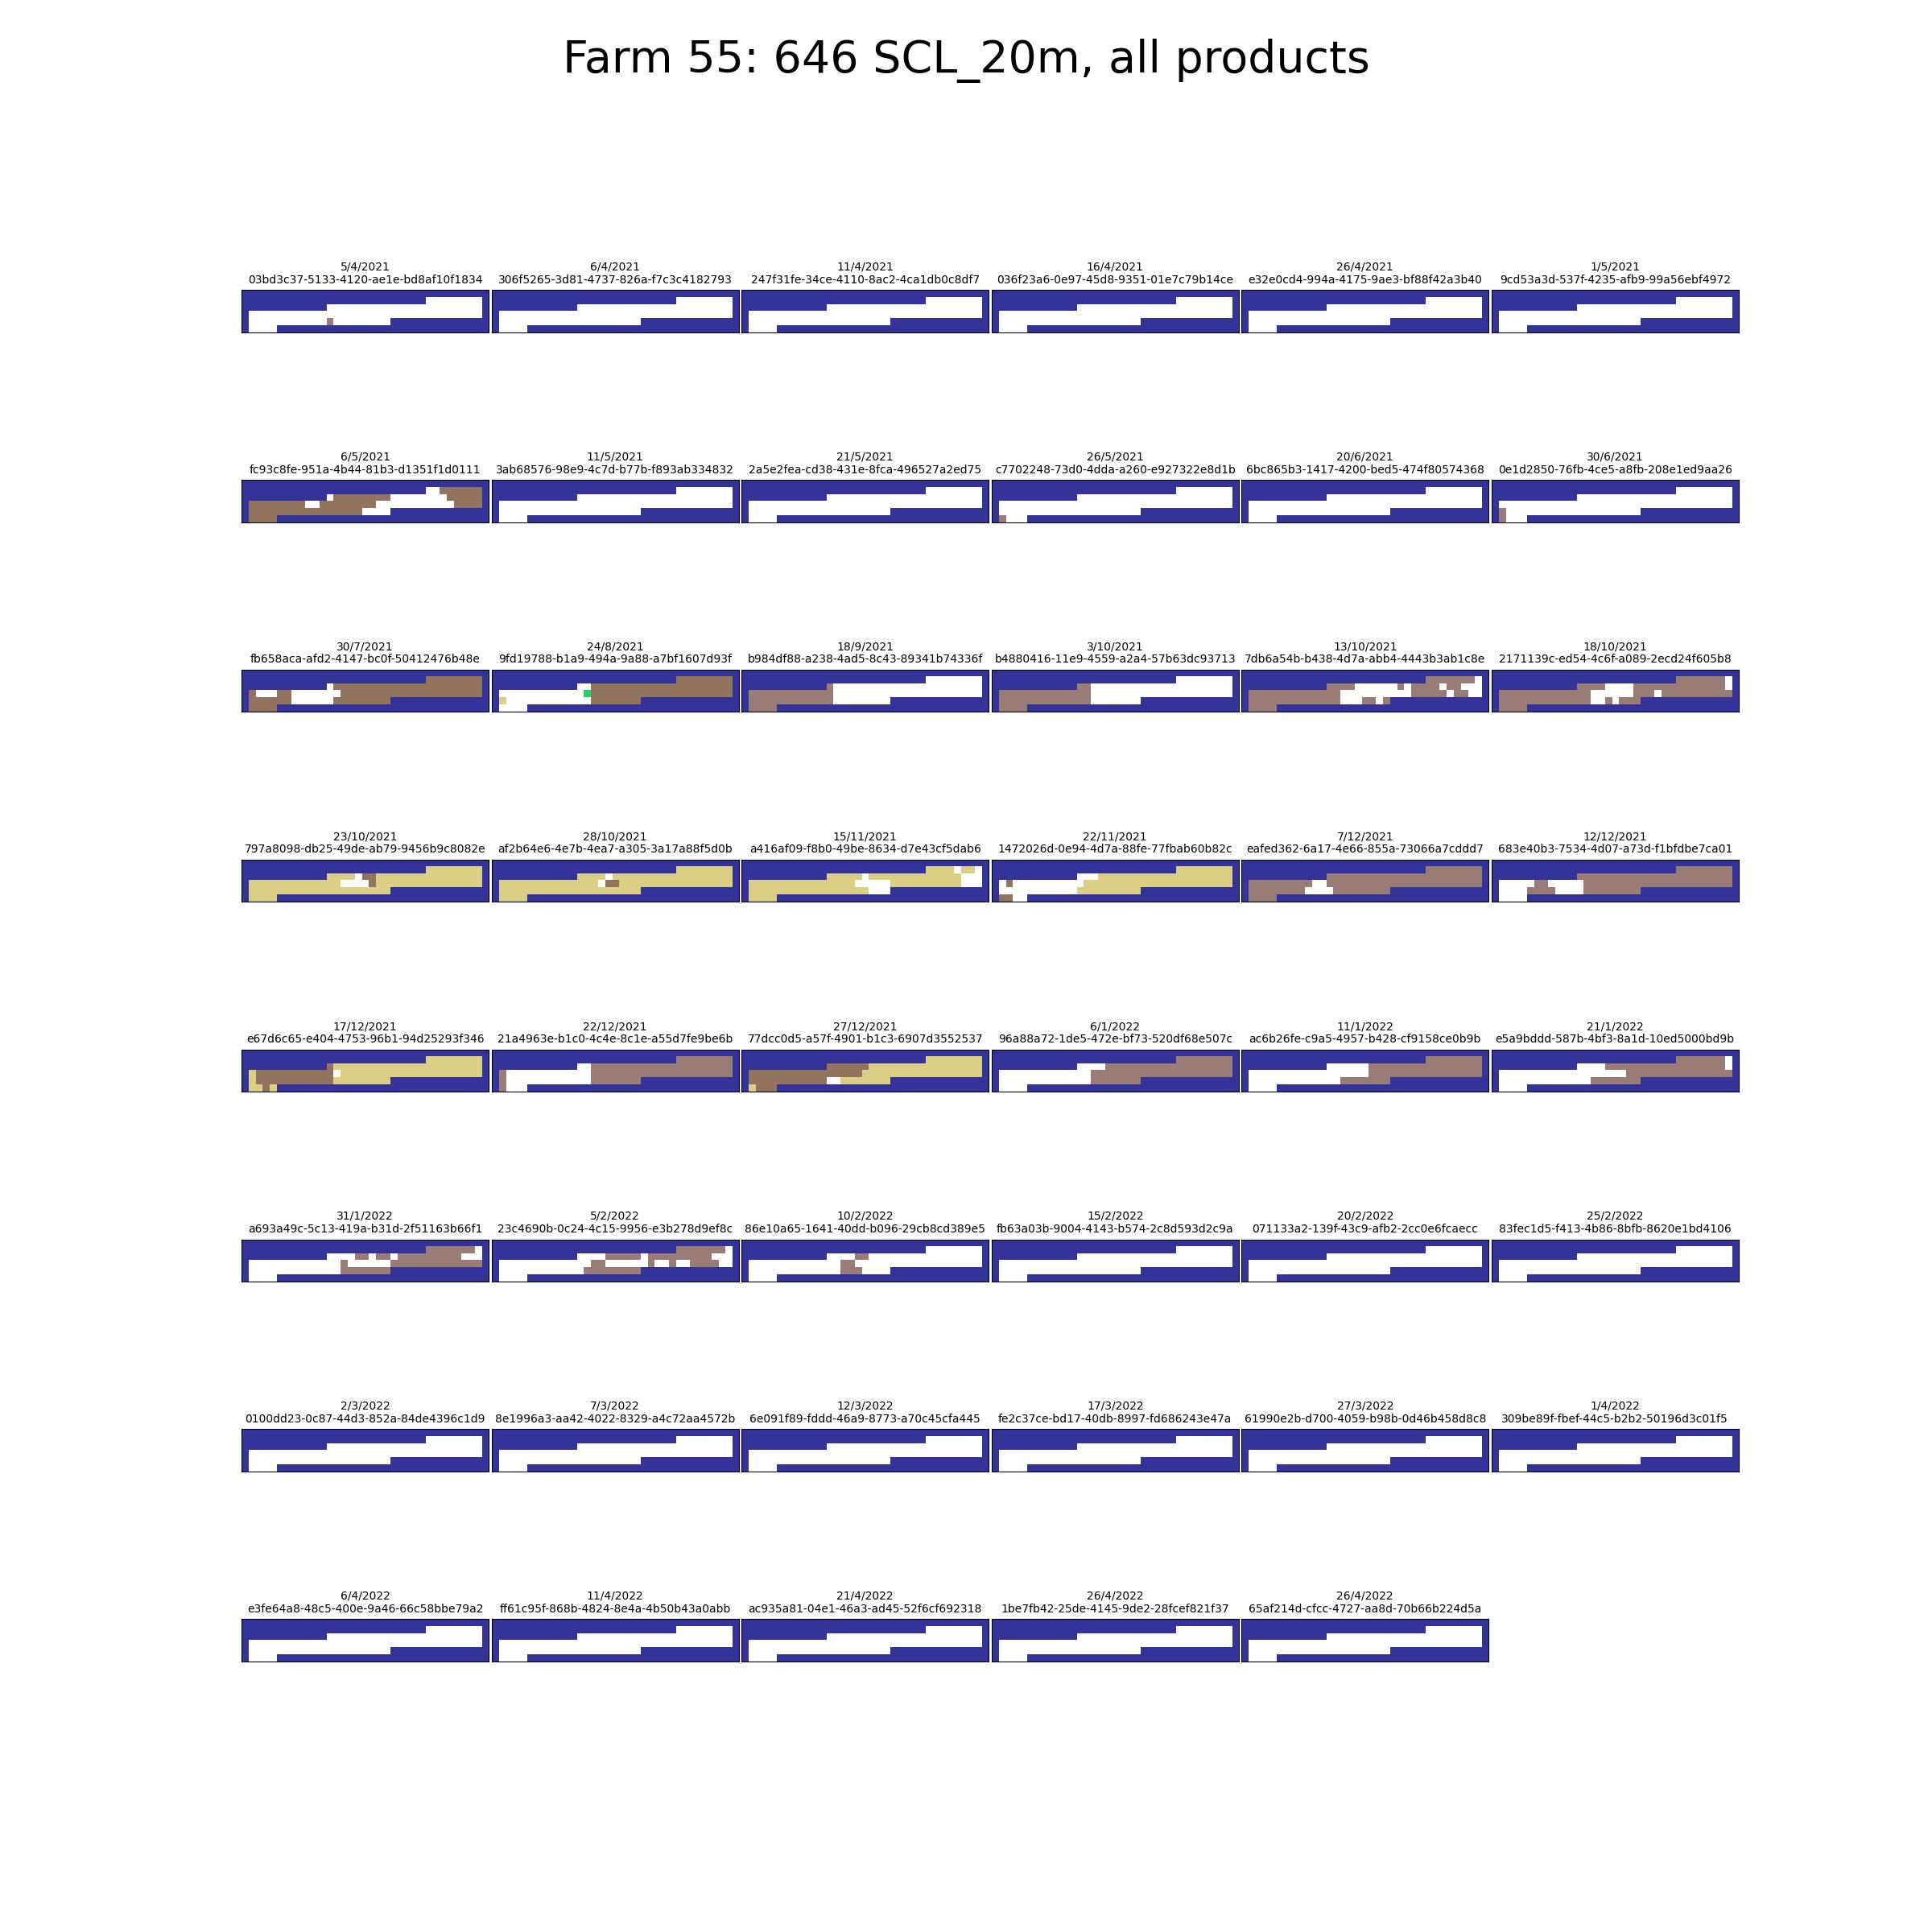 Farm 55: 646 SCL_20m, all products
5/4/2021
03bd3c37-5133-4120-ae1e-bd8af10f1834
6/4/2021
306f5265-3d81-4737-826a-f7c3c4182793
11/4/2021
247f31fe-34ce-4110-8ac2-4ca1db0c8df7
16/4/2021
036f23a6-0e97-45d8-9351-01e7c79b14ce
26/4/2021
e32e0cd4-994a-4175-9ae3-bf88f42a3b40
1/5/2021
9cd53a3d-537f-4235-afb9-99a56ebf4972
6/5/2021
fc93c8fe-951a-4b44-81b3-d1351f1d0111
11/5/2021
3ab68576-98e9-4c7d-b77b-f893ab334832
21/5/2021
2a5e2fea-cd38-431e-8fca-496527a2ed75
26/5/2021
c7702248-73d0-4dda-a260-e927322e8d1b
20/6/2021
6bc865b3-1417-4200-bed5-474f80574368
30/6/2021
0e1d2850-76fb-4ce5-a8fb-208e1ed9aa26
30/7/2021
fb658aca-afd2-4147-bc0f-50412476b48e
24/8/2021
9fd19788-b1a9-494a-9a88-a7bf1607d93f
18/9/2021
b984df88-a238-4ad5-8c43-89341b74336f
3/10/2021
b4880416-11e9-4559-a2a4-57b63dc93713
13/10/2021
7db6a54b-b438-4d7a-abb4-4443b3ab1c8e
18/10/2021
2171139c-ed54-4c6f-a089-2ecd24f605b8
23/10/2021
797a8098-db25-49de-ab79-9456b9c8082e
28/10/2021
af2b64e6-4e7b-4ea7-a305-3a17a88f5d0b
15/11/2021
a416af09-f8b0-49be-8634-d7e43cf5dab6
22/11/2021
1472026d-0e94-4d7a-88fe-77fbab60b82c
7/12/2021
eafed362-6a17-4e66-855a-73066a7cddd7
12/12/2021
683e40b3-7534-4d07-a73d-f1bfdbe7ca01
17/12/2021
e67d6c65-e404-4753-96b1-94d25293f346
22/12/2021
21a4963e-b1c0-4c4e-8c1e-a55d7fe9be6b
27/12/2021
77dcc0d5-a57f-4901-b1c3-6907d3552537
6/1/2022
96a88a72-1de5-472e-bf73-520df68e507c
11/1/2022
ac6b26fe-c9a5-4957-b428-cf9158ce0b9b
21/1/2022
e5a9bddd-587b-4bf3-8a1d-10ed5000bd9b
31/1/2022
a693a49c-5c13-419a-b31d-2f51163b66f1
5/2/2022
23c4690b-0c24-4c15-9956-e3b278d9ef8c
10/2/2022
86e10a65-1641-40dd-b096-29cb8cd389e5
15/2/2022
fb63a03b-9004-4143-b574-2c8d593d2c9a
20/2/2022
071133a2-139f-43c9-afb2-2cc0e6fcaecc
25/2/2022
83fec1d5-f413-4b86-8bfb-8620e1bd4106
2/3/2022
0100dd23-0c87-44d3-852a-84de4396c1d9
7/3/2022
8e1996a3-aa42-4022-8329-a4c72aa4572b
12/3/2022
6e091f89-fddd-46a9-8773-a70c45cfa445
17/3/2022
fe2c37ce-bd17-40db-8997-fd686243e47a
27/3/2022
61990e2b-d700-4059-b98b-0d46b458d8c8
1/4/2022
309be89f-fbef-44c5-b2b2-50196d3c01f5
6/4/2022
e3fe64a8-48c5-400e-9a46-66c58bbe79a2
11/4/2022
ff61c95f-868b-4824-8e4a-4b50b43a0abb
21/4/2022
ac935a81-04e1-46a3-ad45-52f6cf692318
26/4/2022
1be7fb42-25de-4145-9de2-28fcef821f37
26/4/2022
65af214d-cfcc-4727-aa8d-70b66b224d5a